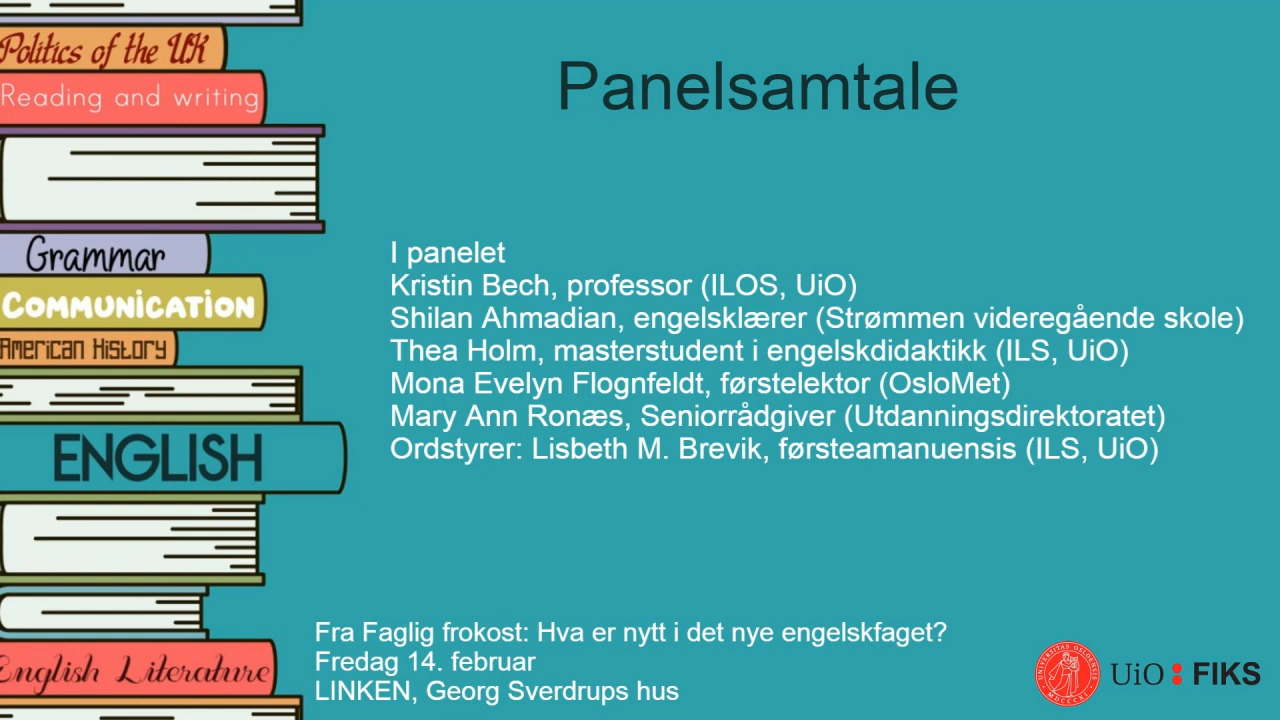 Politics of the UK
Reading and writing
Grammar
COMMUNICATION
American History
ENGLISH
English Literature
Panelsamtale
I panelet
Kristin Bech, professor (ILOS, UiO)
Shilan Ahmadian, engelsklærer (Strømmen videregående skole)
Thea Holm, masterstudent i engelskdidaktikk (ILS, UiO)
Mona Evelyn Flognfeldt, førstelektor (OsloMet)
Mary Ann Ronæs, Seniorrådgiver (Utdanningsdirektoratet)
Ordstyrer: Lisbeth M. Brevik, førsteamanuensis (ILS, UiO)
Fra Faglig frokost: Hva er nytt i det nye engelskfaget?
Fredag 14. februar
LINKEN, Georg Sverdrups hus
UNIVERSITAS OSLOENSIS
MDCCCXI
UiO : FIKS